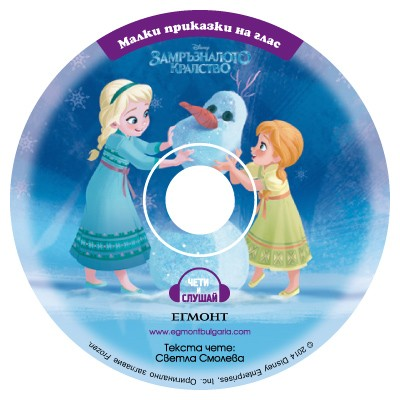 Малки приказки на глас
Disney
ЗАМРЪЗНАЛОТО
КРАЛСТВО
ЧЕТИ
И
СЛУШАЙ
ЕГМОНТ
www.egmontbulgaria.com
Текста чете:
Светла Смолева
© 2014 Disney Enterprises, Inc. Оригинално заглавие Frozen.